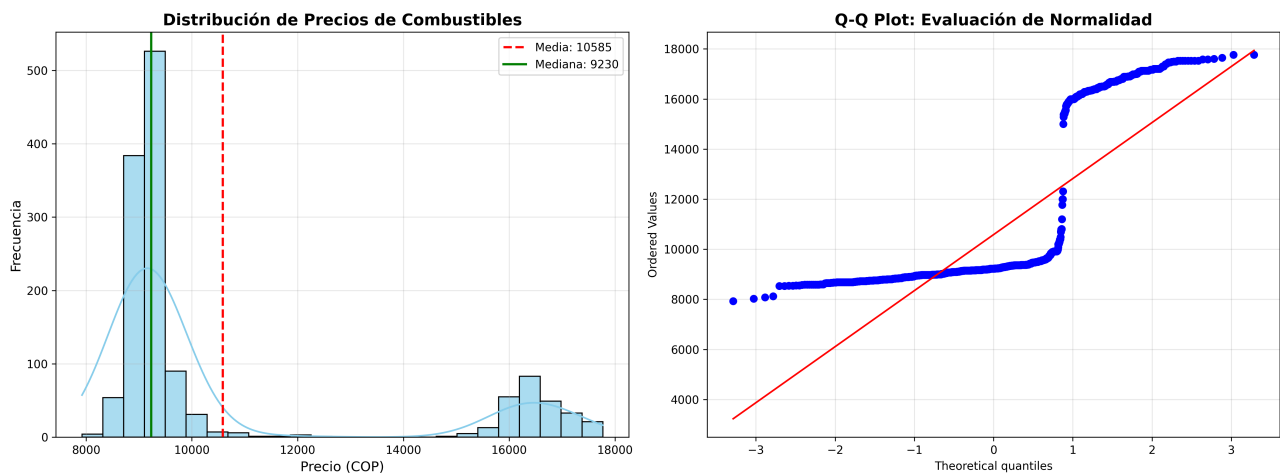 Distribución de Precios de Combustibles
Media: 10585
Mediana: 9230
Frecuencia
500
400
300
200
100
0
8000 10000 12000 14000 16000 18000
Precio (COP)
Q-Q Plot: Evaluación de Normalidad
Ordered Values
18000
16000
14000
12000
10000
8000
6000
4000
−3 −2 −1 0 1 2 3
Theoretical quantiles